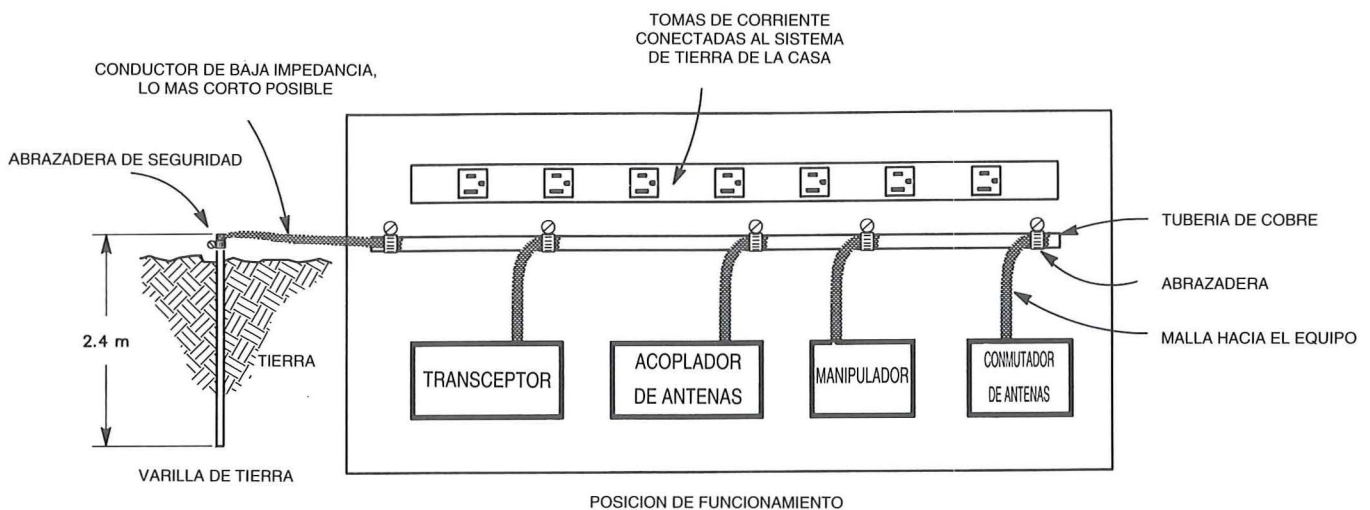 TOMAS DE CORRIENTE
CONECTADAS AL SISTEMA
DE TIERRA DE LA CASA
CONDUCTOR DE BAJA IMPEDANCIA,
LO MAS CORTO POSIBLE
ABRAZADERA DE SEGURIDAD
TUBERIA DE COBRE
ABRAZADERA
MALLA HACIA EL EQUIPO
2.4 m
TIERRA
TRANSCEPTOR
ACOPLADOR
DE ANTENAS
MANIPULADOR
CONMUTADOR
DE ANTENAS
VARILLA DE TIERRA
POSICION DE FUNCIONAMIENTO